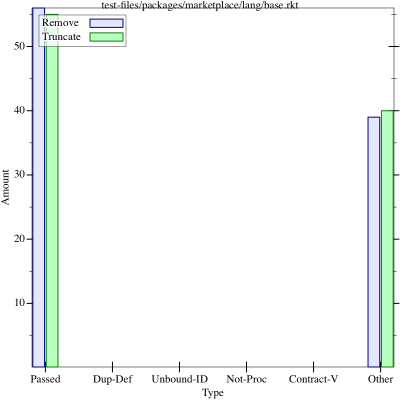 test-files/packages/marketplace/lang/base.rkt
Remove
Truncate
50
40
30
20
10
Amount
Passed Dup-Def Unbound-ID Not-Proc Contract-V Other
Type